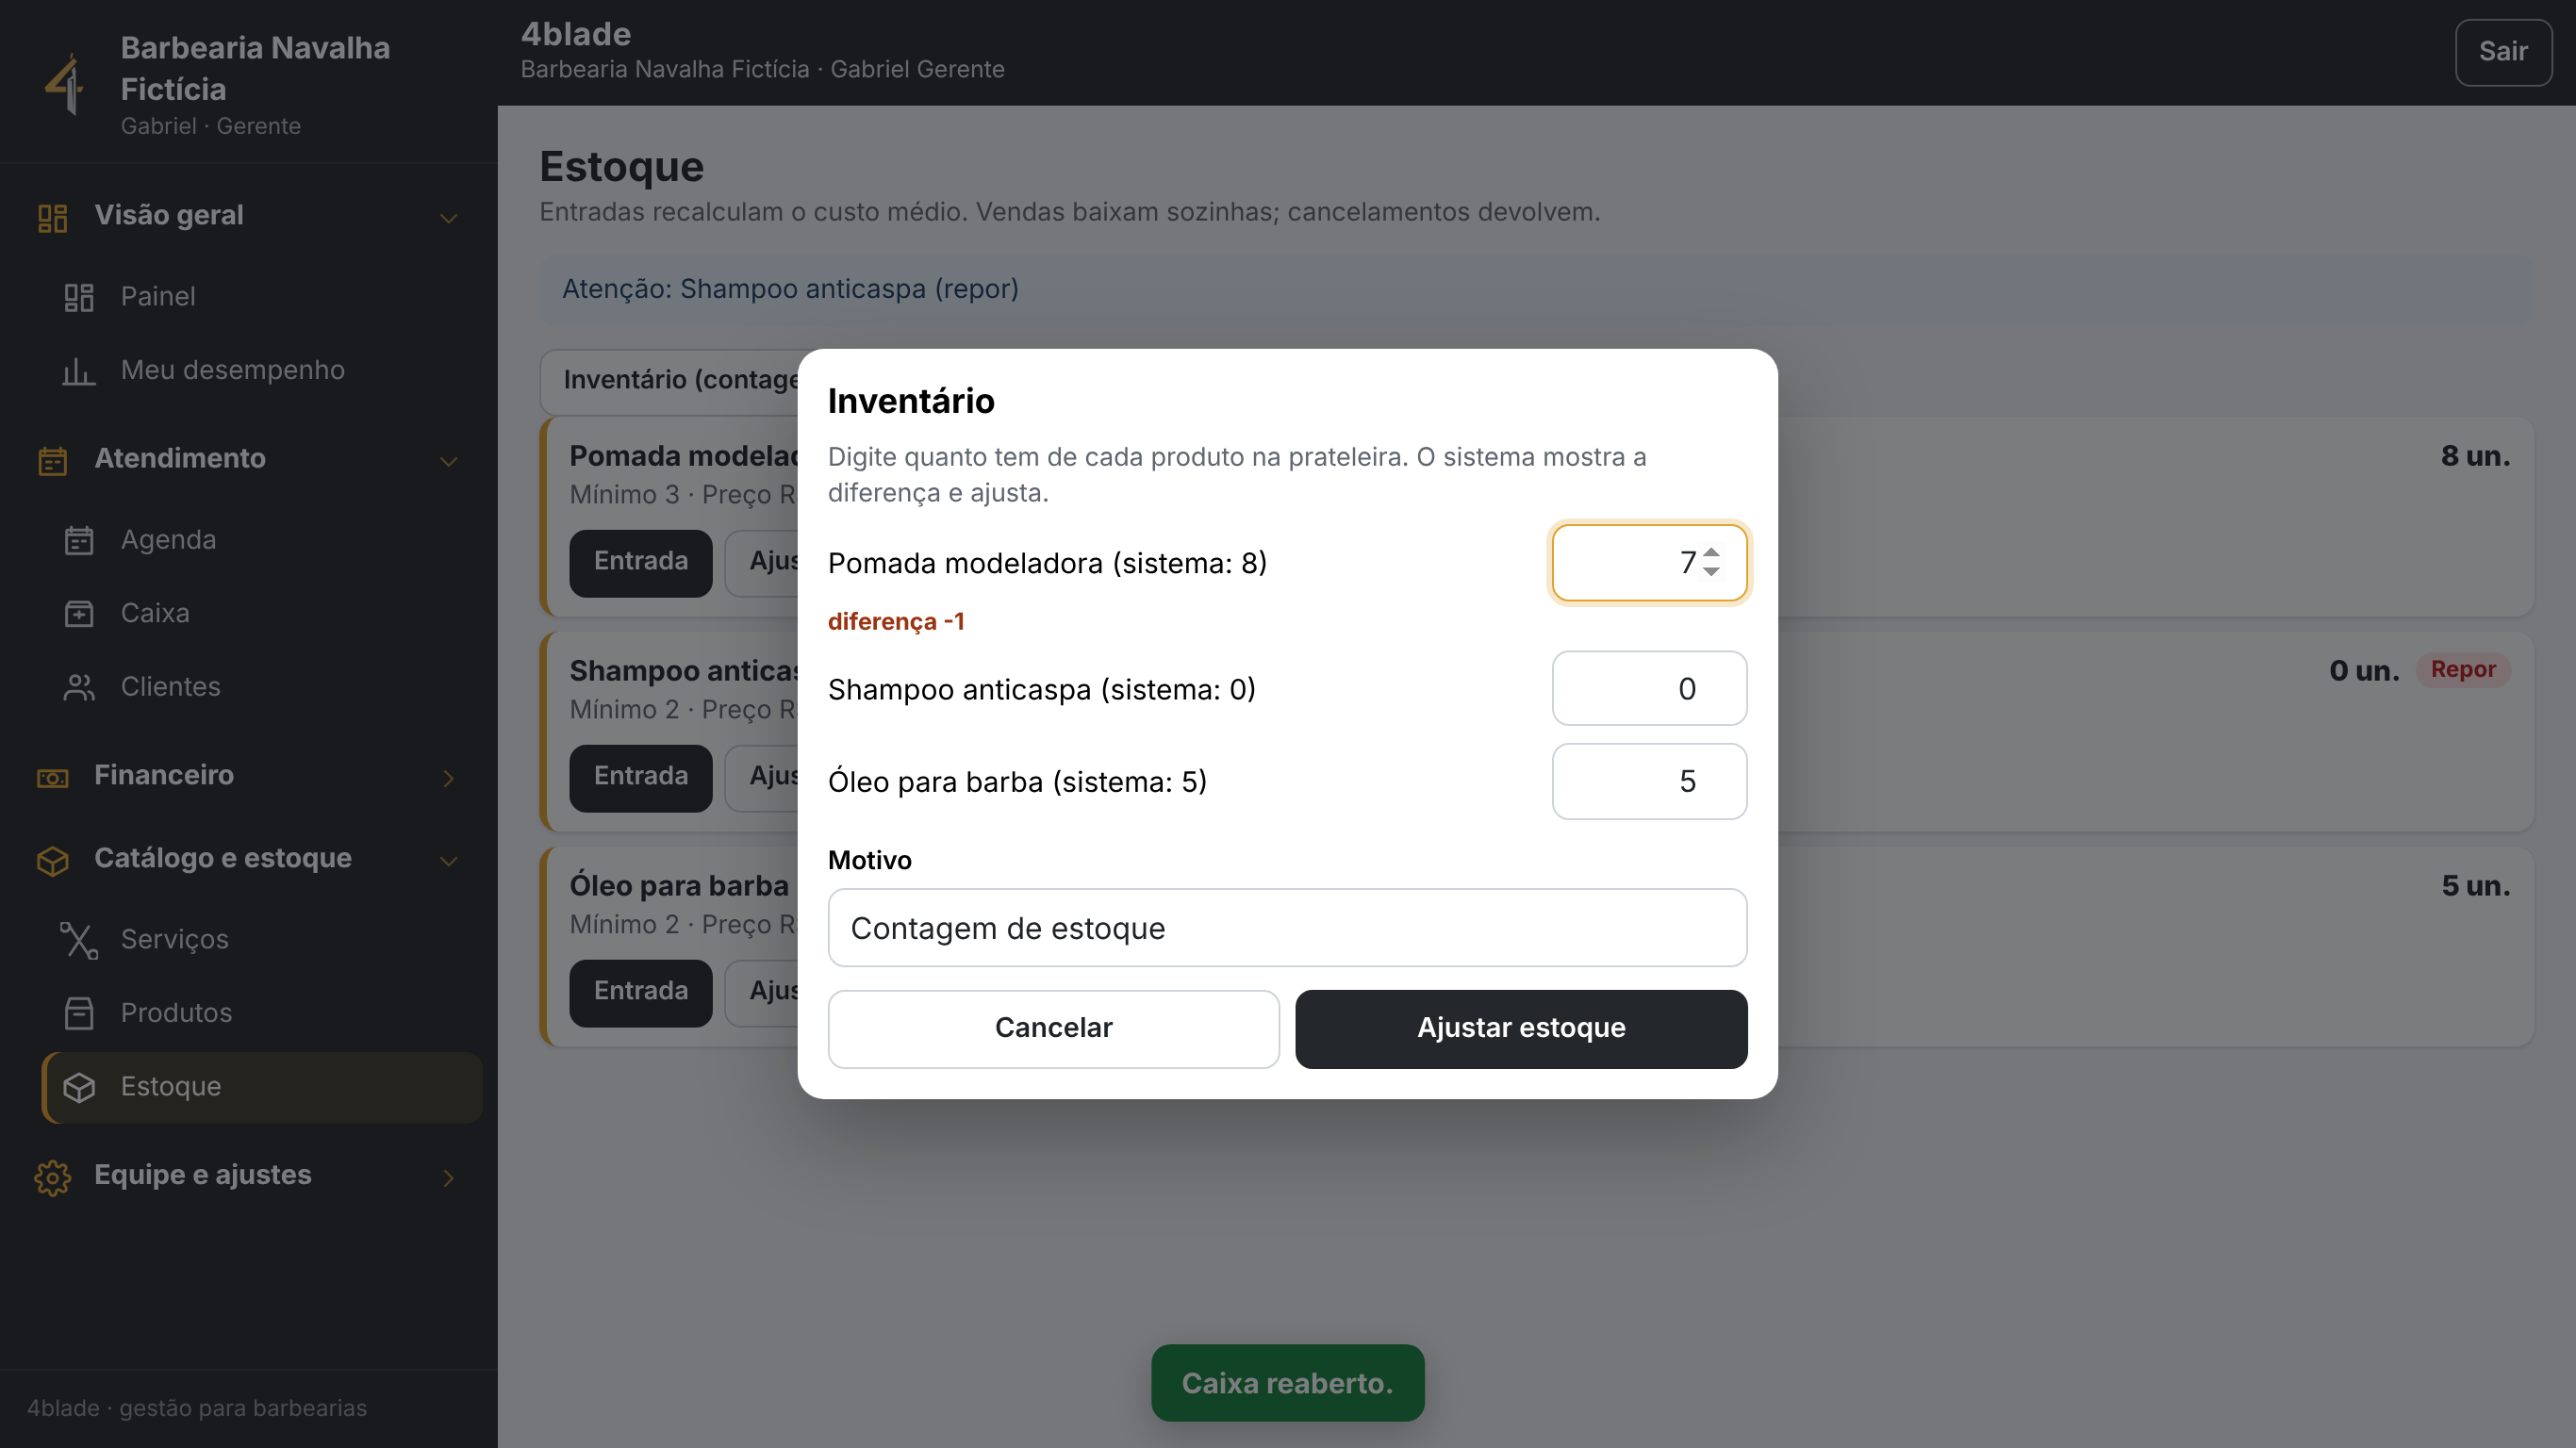 Barbearia Navalha
Fictícia
Gabriel · Gerente
Visão geral
Painel
Meu desempenho
Atendimento
Agenda
Caixa
Clientes
Financeiro
Catálogo e estoque
Serviços
Produtos
Estoque
Equipe e ajustes
4blade · gestão para barbearias
4blade
Barbearia Navalha Fictícia · Gabriel Gerente
Sair
Estoque
Entradas recalculam o custo médio. Vendas baixam sozinhas; cancelamentos devolvem.
Atenção: Shampoo anticaspa (repor)
Inventário (contage
Pomada modelad
8 un.
Mínimo 3 · Preço R
Entrada
Ajus
Shampoo anticas
0 un.
Repor
Mínimo 2 · Preço R
Entrada
Ajus
Óleo para barba
5 un.
Mínimo 2 · Preço R
Entrada
Ajus
Inventário
Digite quanto tem de cada produto na prateleira. O sistema mostra a
diferença e ajusta.
Pomada modeladora (sistema: 8)
7
diferença -1
Shampoo anticaspa (sistema: 0)
0
Óleo para barba (sistema: 5)
5
Motivo
Contagem de estoque
Cancelar
Ajustar estoque
Caixa reaberto.